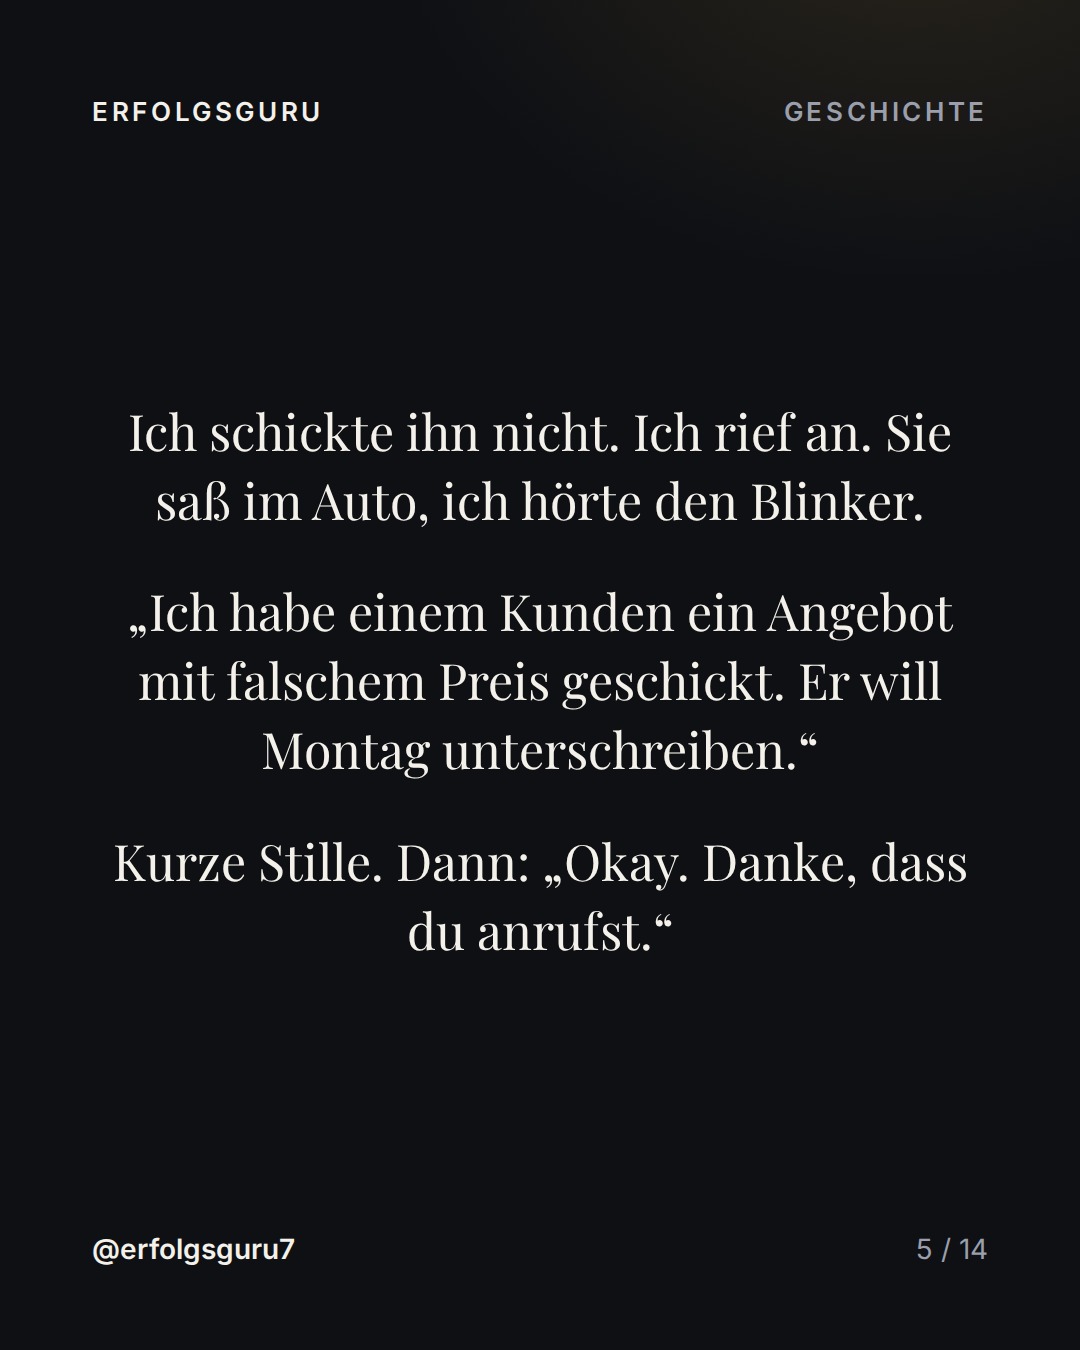 ERFOLGSGURU
GESCHICHTE
Ich schickte ihn nicht. Ich rief an. Sie
saß im Auto, ich hörte den Blinker.
„Ich habe einem Kunden ein Angebot
mit falschem Preis geschickt. Er will
Montag unterschreiben.“
Kurze Stille. Dann: „Okay. Danke, dass
du anrufst.“
@erfolgsguru7
5 / 14